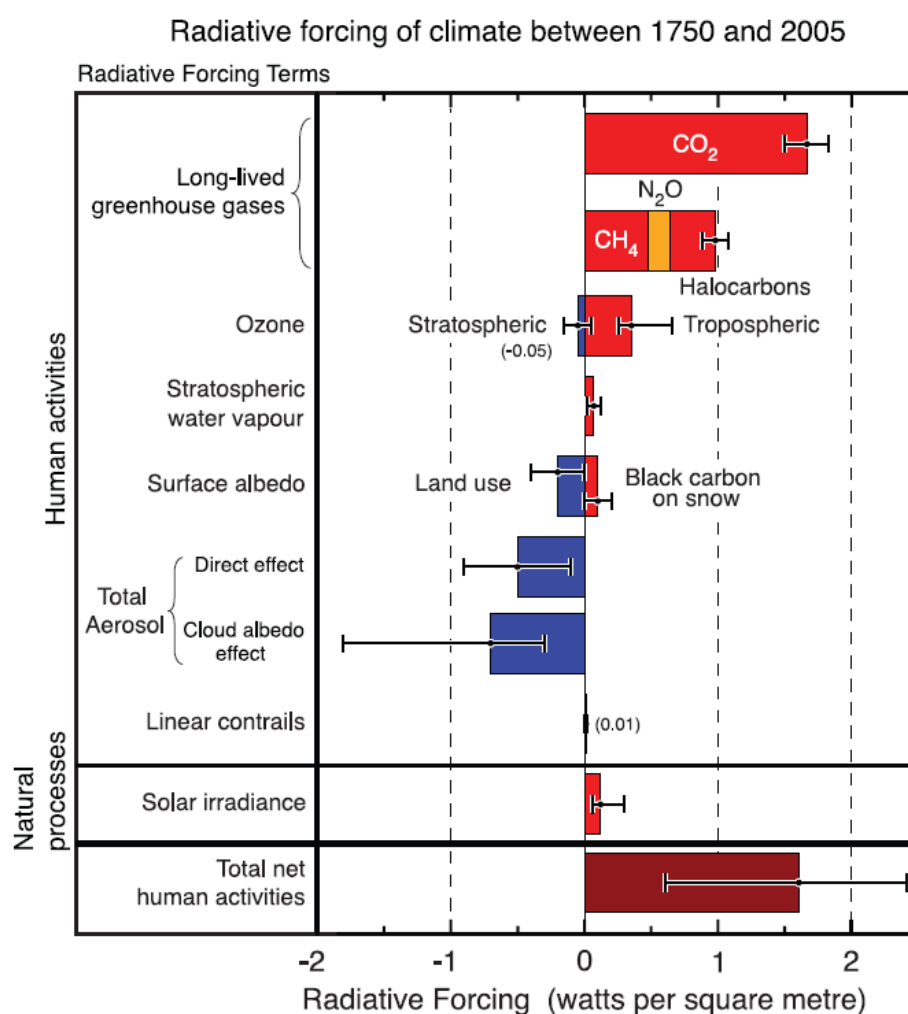 Radiative forcing of climate between 1750 and 2005
Radiative Forcing Terms
CO₂
Long-lived
greenhouse gases
N₂O
CH₄
Halocarbons
Ozone
Stratospheric
(-0.05)
Tropospheric
Stratospheric
water vapour
Human activities
Surface albedo
Land use
Black carbon
on snow
Total
Aerosol
Direct effect
Cloud albedo
effect
Linear contrails
(0.01)
Natural
processes
Solar irradiance
Total net
human activities
-2 -1 0 1 2
Radiative Forcing (watts per square metre)